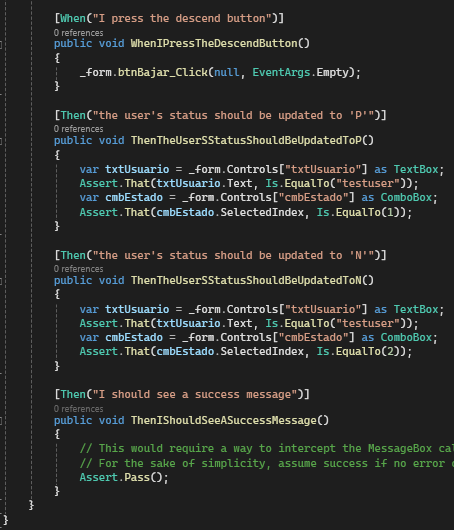 [When("I press the descend button")]
0 references
public void WhenIPressTheDescendButton()
{
_form.btnBajar_Click(null, EventArgs.Empty);
}
[Then("the user's status should be updated to 'P'")]
0 references
public void ThenTheUserSStatusShouldBeUpdatedToP()
{
var txtUsuario = _form.Controls["txtUsuario"] as TextBox;
Assert.That(txtUsuario.Text, Is.EqualTo("testuser"));
var cmbEstado = _form.Controls["cmbEstado"] as ComboBox;
Assert.That(cmbEstado.SelectedIndex, Is.EqualTo(1));
}
[Then("the user's status should be updated to 'N'")]
0 references
public void ThenTheUserSStatusShouldBeUpdatedToN()
{
var txtUsuario = _form.Controls["txtUsuario"] as TextBox;
Assert.That(txtUsuario.Text, Is.EqualTo("testuser"));
var cmbEstado = _form.Controls["cmbEstado"] as ComboBox;
Assert.That(cmbEstado.SelectedIndex, Is.EqualTo(2));
}
[Then("I should see a success message")]
0 references
public void ThenIShouldSeeASuccessMessage()
{
// This would require a way to intercept the MessageBox
// For the sake of simplicity, assume success if no error
Assert.Pass();
}
}
}